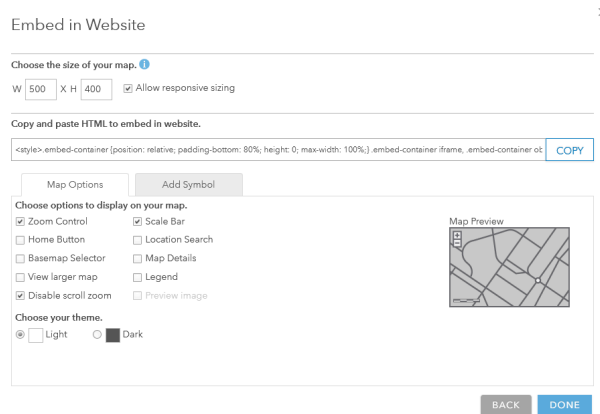 Embed in Website
Choose the size of your map.
W 500 X H 400 Allow responsive sizing
Copy and paste HTML to embed in website.
<style>.embed-container {position: relative; padding-bottom: 80%; height: 0; max-width: 100%;} .embed-container iframe, .embed-container ob COPY
Map Options Add Symbol
Choose options to display on your map.
Zoom Control Scale Bar Map Preview
Home Button Location Search
Basemap Selector Map Details
View larger map Legend
Disable scroll zoom Preview image
Choose your theme.
Light Dark
BACK DONE